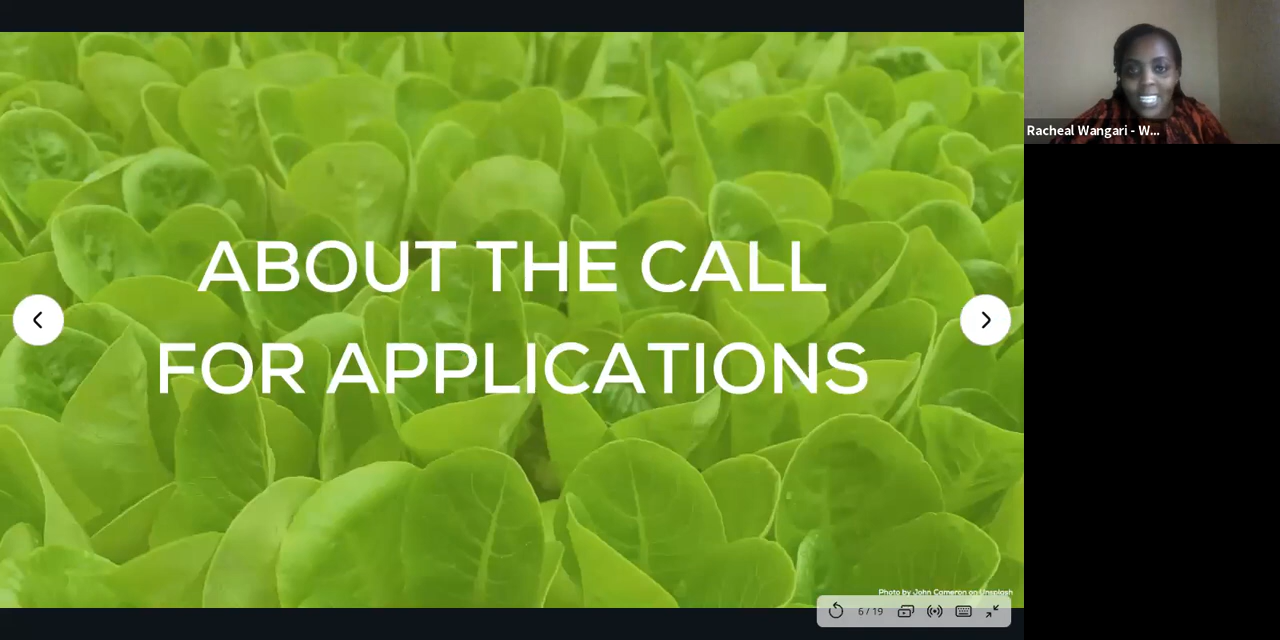 ABOUT THE CALL
FOR APPLICATIONS
Racheal Wangari - W...
Photo by John Cameron on Unsplash
6 / 19